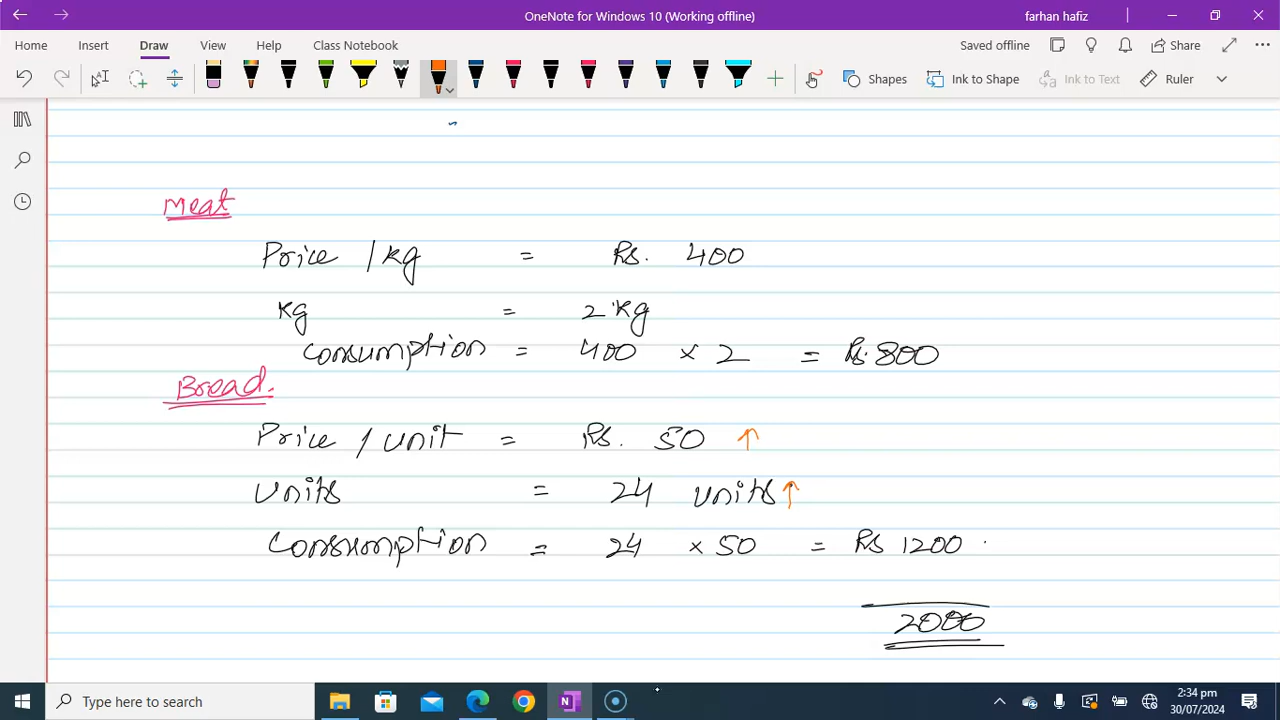 OneNote for Windows 10 (Working offline)
farhan hafiz
Home Insert Draw View Help Class Notebook
Saved offline Share
Shapes Ink to Shape Ink to Text Ruler
Meat
Price /kg = Rs. 400
kg = 2 kg
Consumption = 400 × 2 = Rs. 800
Bread.
Price / unit = Rs. 50 ↑
Units = 24 units ↑
Consumption = 24 × 50 = Rs 1200
2000
Type here to search
2:34 pm
30/07/2024